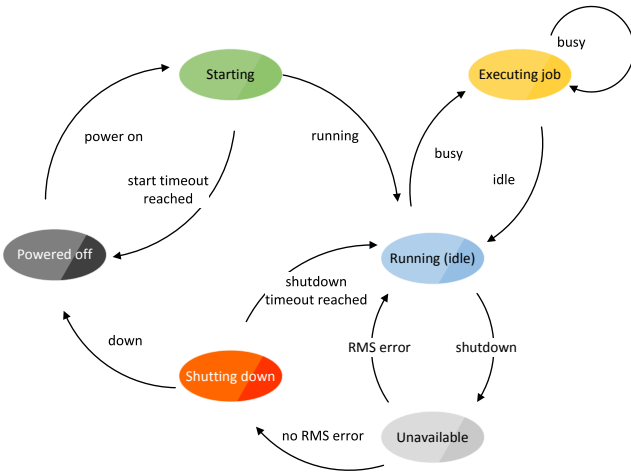 busy
Starting
Executing job
power on
running
busy
start timeout
reached
idle
Powered off
Running (idle)
shutdown
timeout reached
down
RMS error
shutdown
Shutting down
no RMS error
Unavailable